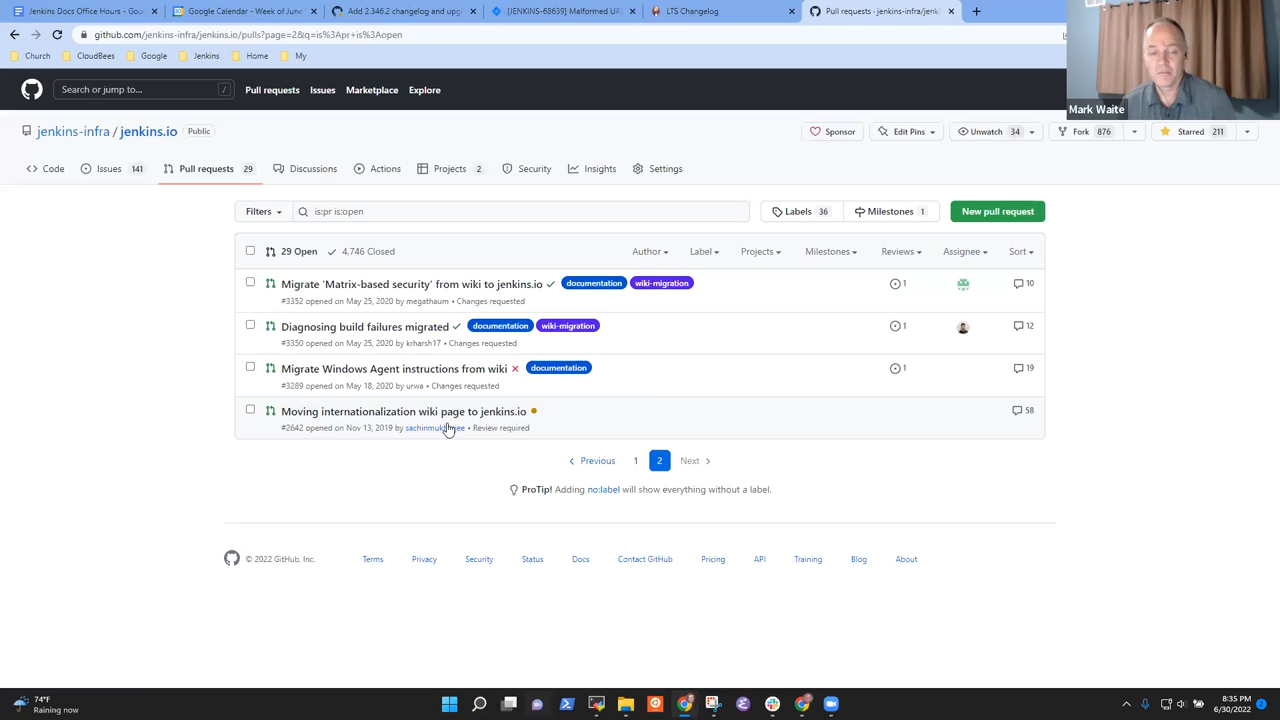 Jenkins Docs Office Hours - Goo
Google Calendar - Week of June
Add 2.346.2 changelog and upg
[JENKINS-68639] Malformed URL
LTS Changelog
Pull requests · jenkins-infra/jenk
github.com/jenkins-infra/jenkins.io/pulls?page=2&q=is%3Apr+is%3Aopen
Church
CloudBees
Google
Jenkins
Home
My
Search or jump to...
/
Pull requests
Issues
Marketplace
Explore
Mark Waite
jenkins-infra / jenkins.io
Public
Sponsor
Edit Pins
Unwatch 34
Fork 876
Starred 211
Code
Issues 141
Pull requests 29
Discussions
Actions
Projects 2
Security
Insights
Settings
Filters
is:pr is:open
Labels 36
Milestones 1
New pull request
29 Open
4,746 Closed
Author
Label
Projects
Milestones
Reviews
Assignee
Sort
Migrate 'Matrix-based security' from wiki to jenkins.io
documentation
wiki-migration
1
10
#3352 opened on May 25, 2020 by megathaum • Changes requested
Diagnosing build failures migrated
documentation
wiki-migration
1
12
#3350 opened on May 25, 2020 by krharsh17 • Changes requested
Migrate Windows Agent instructions from wiki
documentation
1
19
#3289 opened on May 18, 2020 by urwa • Changes requested
Moving internationalization wiki page to jenkins.io
58
#2642 opened on Nov 13, 2019 by • Review required
Previous
1
2
Next
ProTip! Adding no:label will show everything without a label.
© 2022 GitHub, Inc.
Terms
Privacy
Security
Status
Docs
Contact GitHub
Pricing
API
Training
Blog
About
74°F
Raining now
8:35 PM
6/30/2022
2